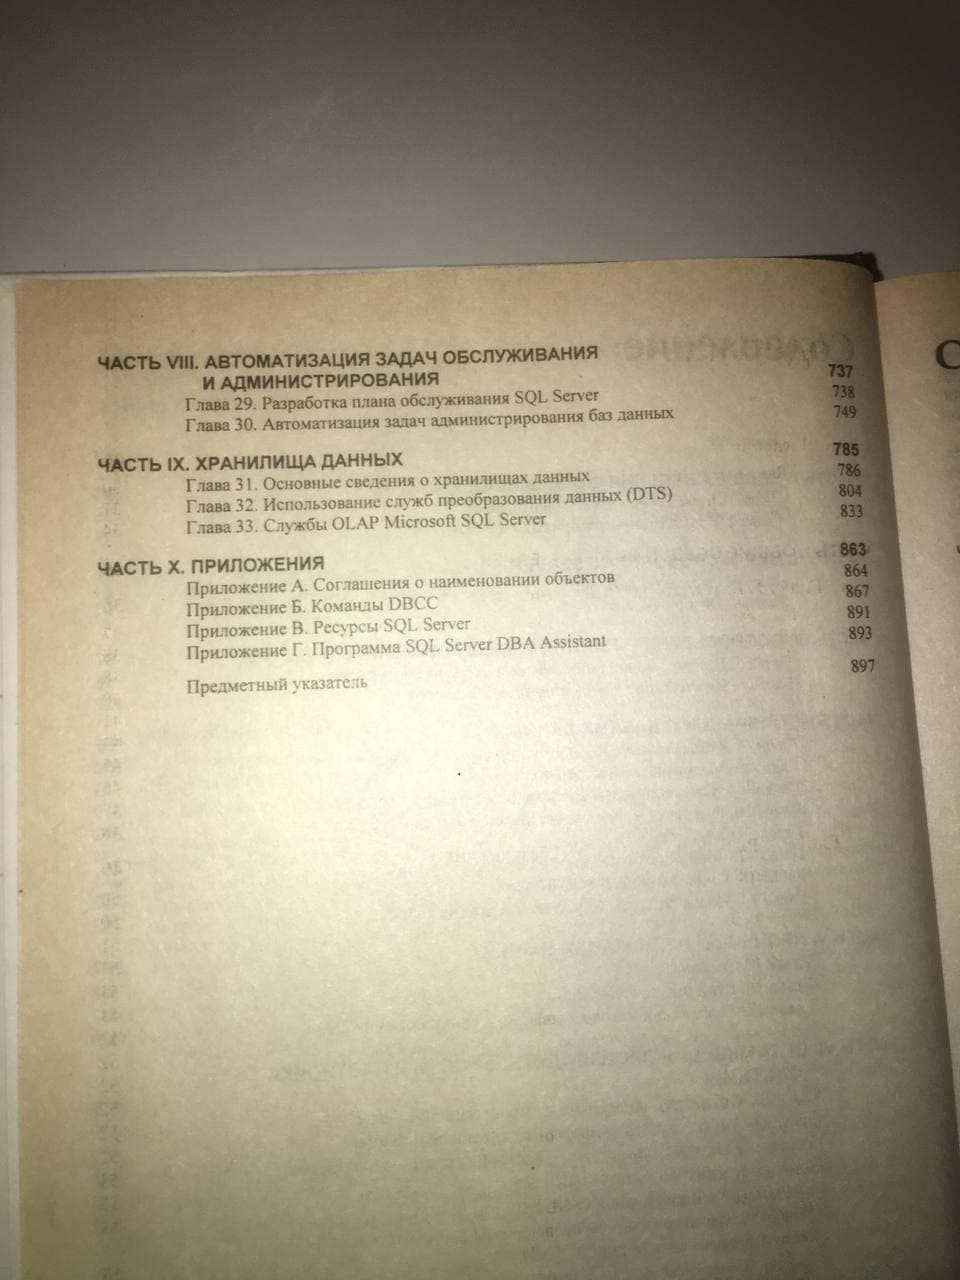 ЧАСТЬ VIII. АВТОМАТИЗАЦИЯ ЗАДАЧ ОБСЛУЖИВАНИЯ
И АДМИНИСТРИРОВАНИЯ 737
Глава 29. Разработка плана обслуживания SQL Server 738
Глава 30. Автоматизация задач администрирования баз данных 749
ЧАСТЬ IX. ХРАНИЛИЩА ДАННЫХ 785
Глава 31. Основные сведения о хранилищах данных 786
Глава 32. Использование служб преобразования данных (DTS) 804
Глава 33. Службы OLAP Microsoft SQL Server 833
ЧАСТЬ X. ПРИЛОЖЕНИЯ 863
Приложение А. Соглашения о наименовании объектов 864
Приложение Б. Команды DBCC 867
Приложение В. Ресурсы SQL Server 891
Приложение Г. Программа SQL Server DBA Assistant 893
Предметный указатель 897